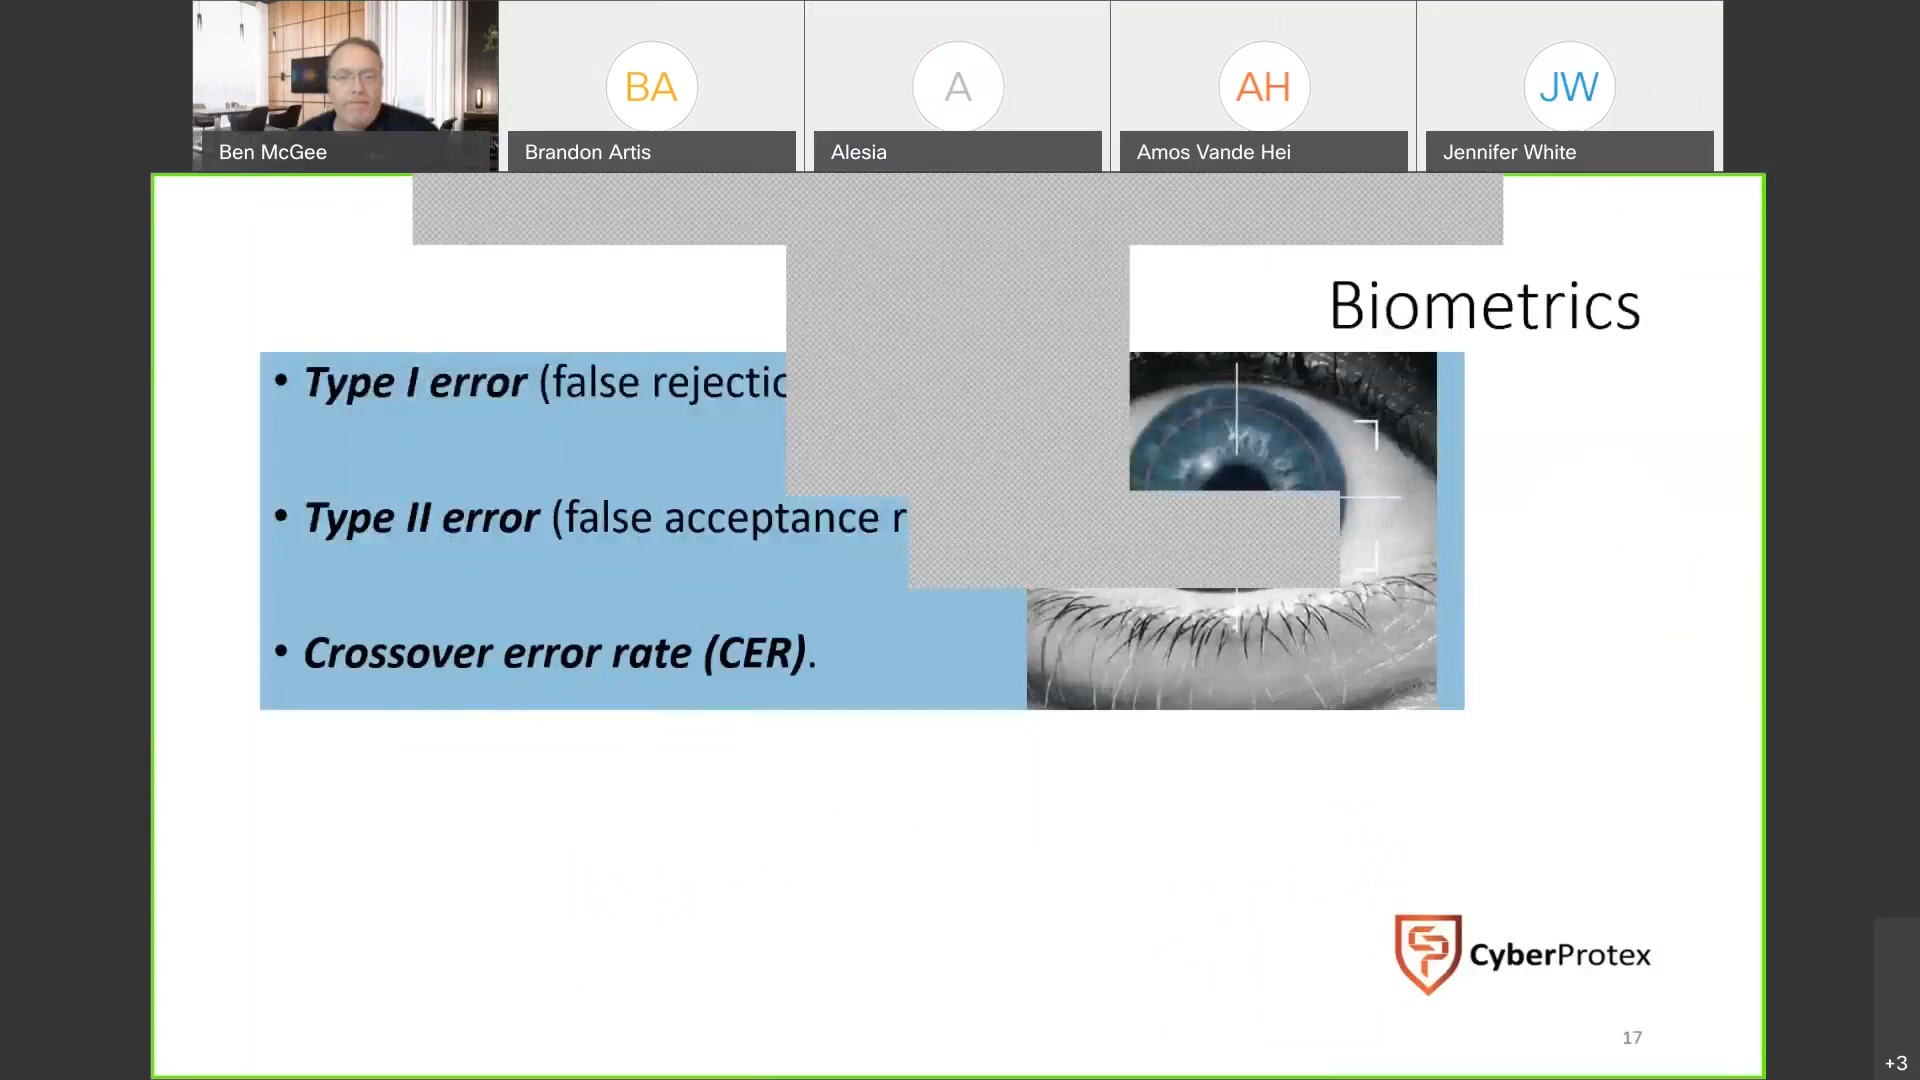 BA
A
AH
JW
Ben McGee
Brandon Artis
Alesia
Amos Vande Hei
Jennifer White
Biometrics
• Type I error (false
• Type II error (false acceptance
• Crossover error rate (CER).
CyberProtex
17
+3